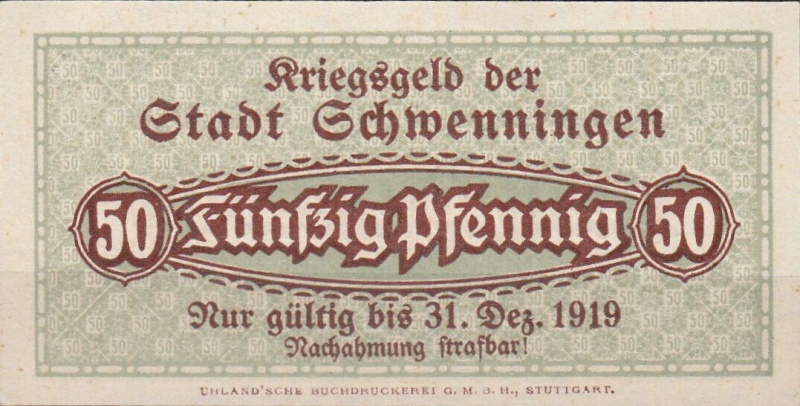 Kriegsgeld der
Stadt Schwenningen
50 Fünfzig Pfennig 50
Nur gültig bis 31. Dez. 1919
Nachahmung strafbar!
UHLAND'SCHE BUCHDRUCKEREI G. M. B. H., STUTTGART.